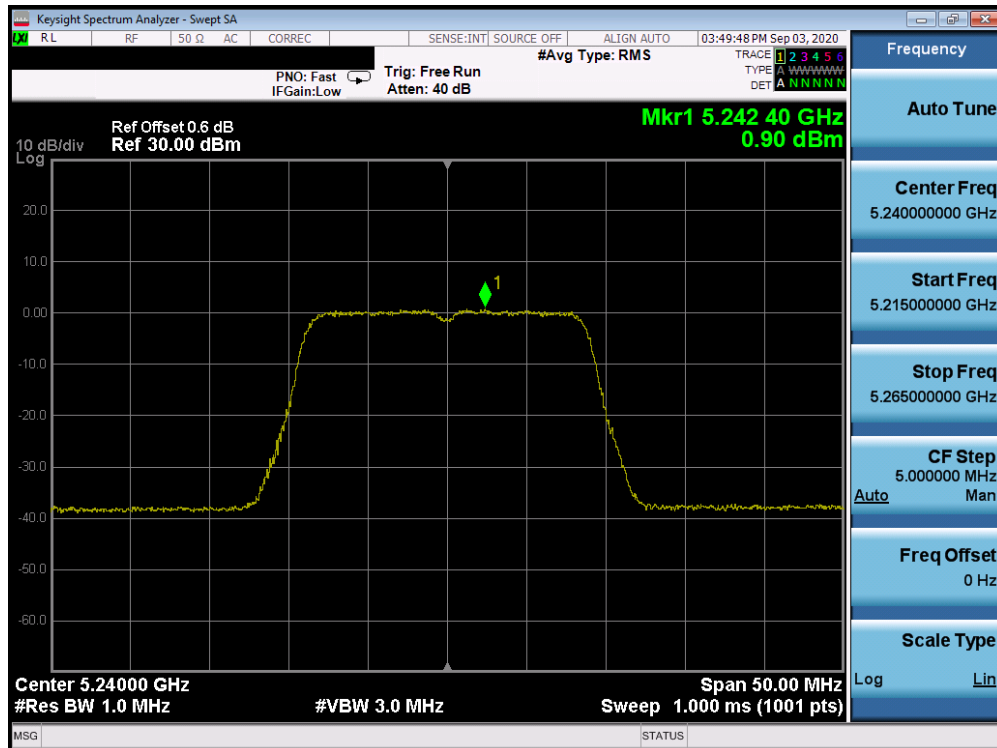 Keysight Spectrum Analyzer - Swept SA
LXI RL RF 50 Ω AC CORREC SENSE:INT SOURCE OFF ALIGN AUTO 03:49:48 PM Sep 03, 2020
#Avg Type: RMS
TRACE 1 2 3 4 5 6
PNO: Fast Trig: Free Run
TYPE A WWWWW
IFGain:Low Atten: 40 dB
DET A N N N N N
Mkr1 5.242 40 GHz
0.90 dBm
Ref Offset 0.6 dB
10 dB/div Ref 30.00 dBm
Log
20.0
10.0
0.00
-10.0
-20.0
-30.0
-40.0
-50.0
-60.0
1
Center 5.24000 GHz Span 50.00 MHz
#Res BW 1.0 MHz #VBW 3.0 MHz Sweep 1.000 ms (1001 pts)
MSG STATUS
Frequency
Auto Tune
Center Freq
5.240000000 GHz
Start Freq
5.215000000 GHz
Stop Freq
5.265000000 GHz
CF Step
5.000000 MHz
Auto Man
Freq Offset
0 Hz
Scale Type
Log Lin